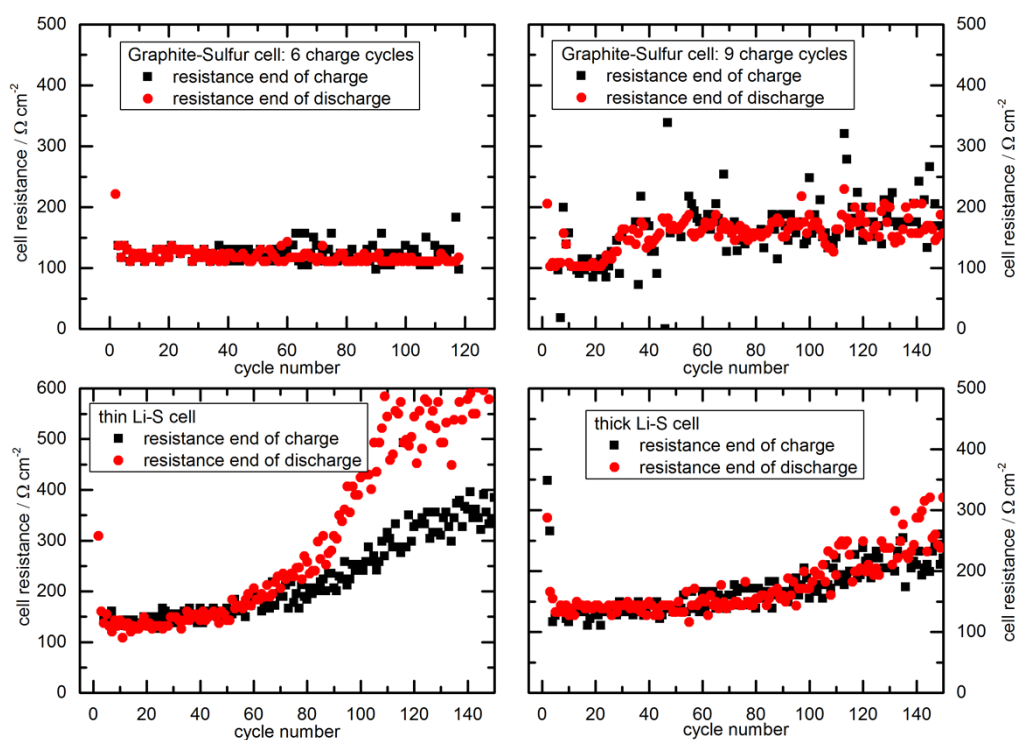 Graphite-Sulfur cell: 6 charge cycles
resistance end of charge
resistance end of discharge
cell resistance / Ω cm⁻²
500
400
300
200
100
0
0 20 40 60 80 100 120
cycle number
Graphite-Sulfur cell: 9 charge cycles
resistance end of charge
resistance end of discharge
500
400
300
200
100
0
cell resistance / Ω cm⁻²
0 20 40 60 80 100 120 140
cycle number
thin Li-S cell
resistance end of charge
resistance end of discharge
cell resistance / Ω cm⁻²
600
500
400
300
200
100
0
0 20 40 60 80 100 120 140
cycle number
thick Li-S cell
resistance end of charge
resistance end of discharge
500
400
300
200
100
0
cell resistance / Ω cm⁻²
0 20 40 60 80 100 120 140
cycle number